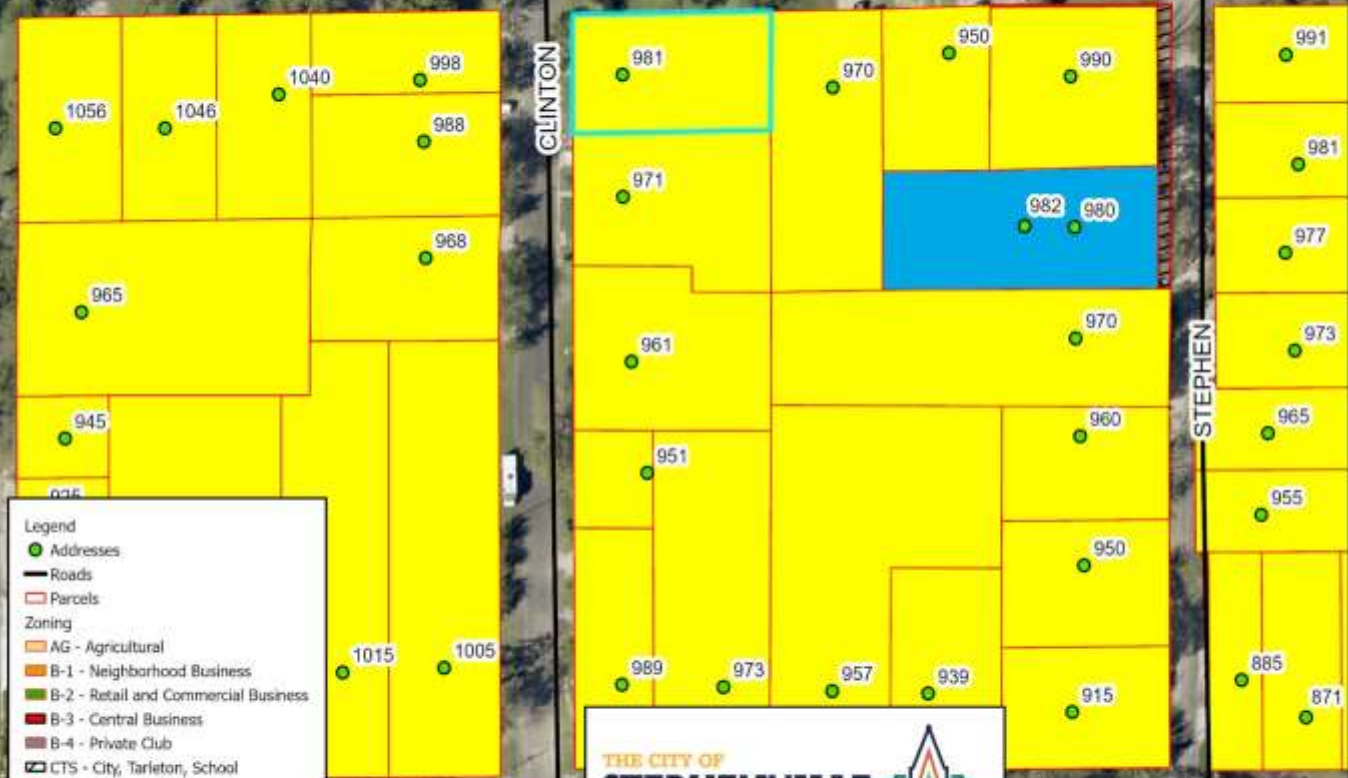 1056
1046
1040
998
988
968
965
945
1015
1005
CLINTON
981
971
961
951
989
973
957
939
970
950
990
982
980
970
960
950
915
STEPHEN
991
981
977
973
965
955
885
871
Legend
Addresses
Roads
Parcels
Zoning
AG - Agricultural
B-1 - Neighborhood Business
B-2 - Retail and Commercial Business
B-3 - Central Business
B-4 - Private Club
CTS - City, Tarleton, School
THE CITY OF